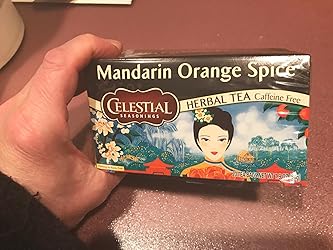 Mandarin Orange Spice
CELESTIAL
SEASONINGS
HERBAL TEA Caffeine Free